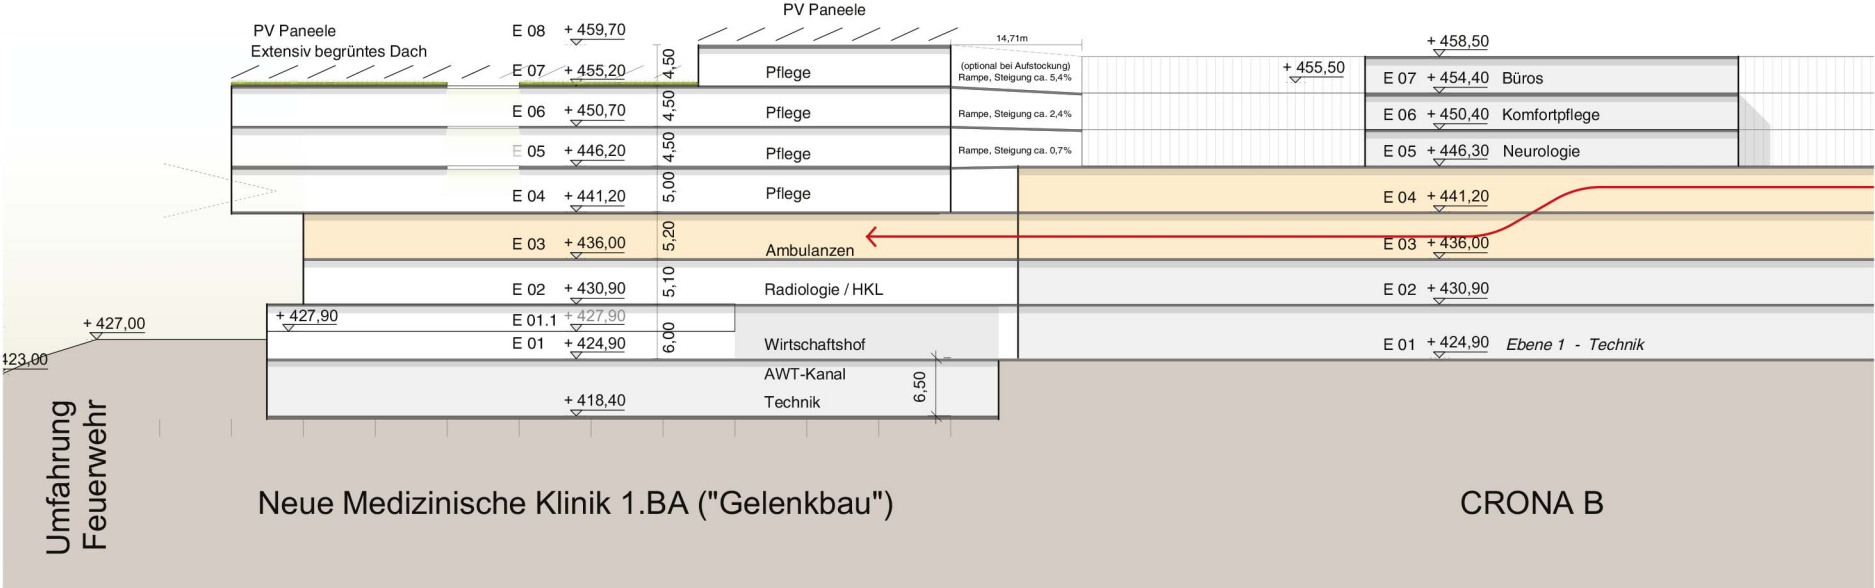 PV Paneele
PV Paneele
Extensiv begrüntes Dach
E 08 + 459,70
E 07 + 455,20
E 06 + 450,70
E 05 + 446,20
E 04 + 441,20
E 03 + 436,00
E 02 + 430,90
E 01.1 + 427,90
E 01 + 424,90
+ 418,40
4,50
4,50
4,50
5,00
5,20
5,10
6,00
6,50
Pflege
Pflege
Pflege
Pflege
Ambulanzen
Radiologie / HKL
Wirtschaftshof
AWT-Kanal
Technik
14,71m
(optional bei Aufstockung)
Rampe, Steigung ca. 5,4%
Rampe, Steigung ca. 2,4%
Rampe, Steigung ca. 0,7%
+ 455,50
+ 458,50
E 07 + 454,40 Büros
E 06 + 450,40 Komfortpflege
E 05 + 446,30 Neurologie
E 04 + 441,20
E 03 + 436,00
E 02 + 430,90
E 01 + 424,90 Ebene 1 - Technik
+ 427,90
+ 427,00
423,00
Umfahrung
Feuerwehr
Neue Medizinische Klinik 1.BA ("Gelenkbau")
CRONA B